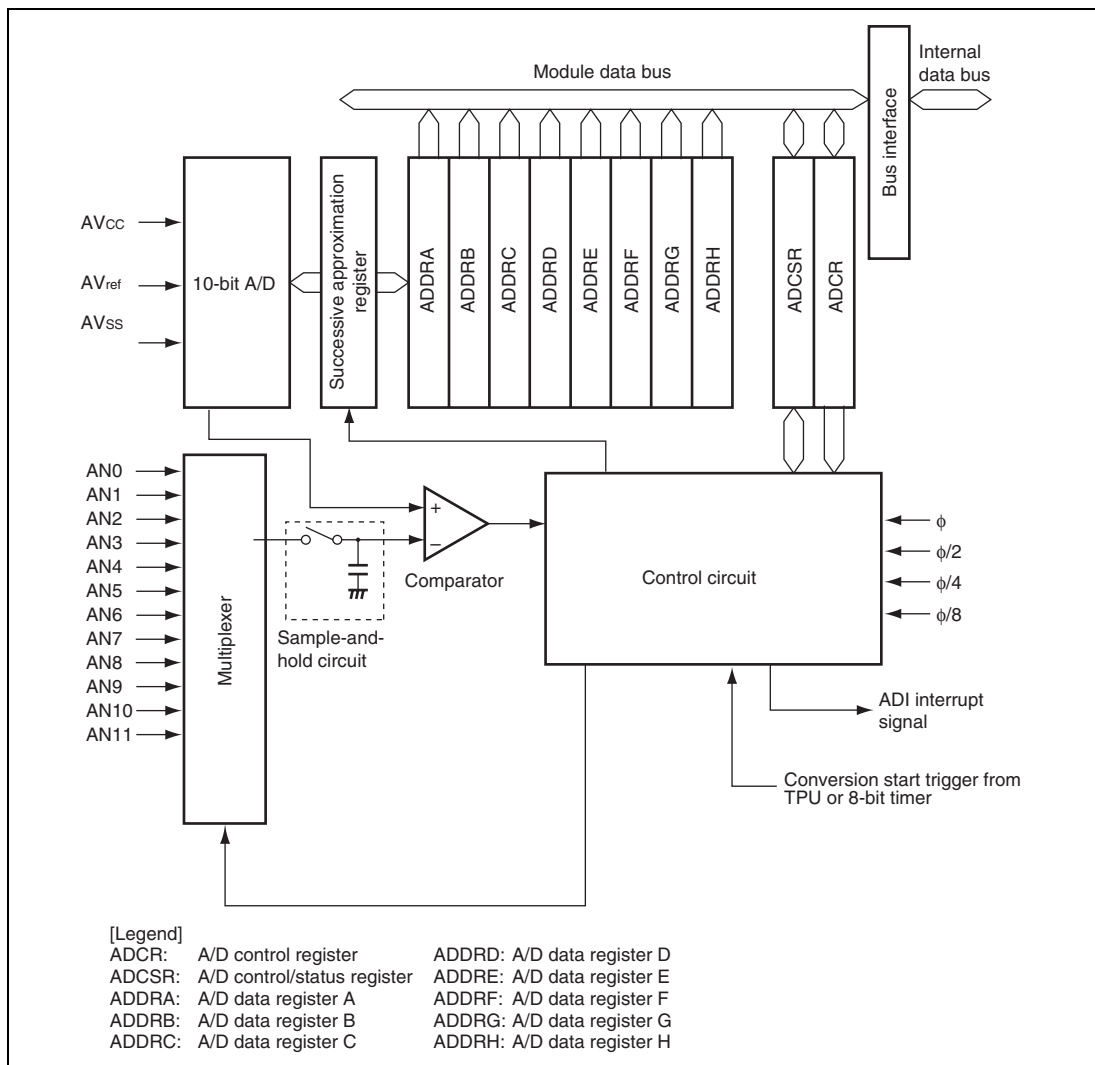 Module data bus
Internal
data bus
Bus interface
AVCC
AVref
AVSS
10-bit A/D
Successive approximation
register
ADDRA
ADDRB
ADDRC
ADDRD
ADDRE
ADDRF
ADDRG
ADDRH
ADCSR
ADCR
AN0
AN1
AN2
AN3
AN4
AN5
AN6
AN7
AN8
AN9
AN10
AN11
Multiplexer
+
−
Comparator
Sample-and-
hold circuit
Control circuit
ϕ
ϕ/2
ϕ/4
ϕ/8
ADI interrupt
signal
Conversion start trigger from
TPU or 8-bit timer
[Legend]
ADCR: A/D control register
ADCSR: A/D control/status register
ADDRA: A/D data register A
ADDRB: A/D data register B
ADDRC: A/D data register C
ADDRD: A/D data register D
ADDRE: A/D data register E
ADDRF: A/D data register F
ADDRG: A/D data register G
ADDRH: A/D data register H